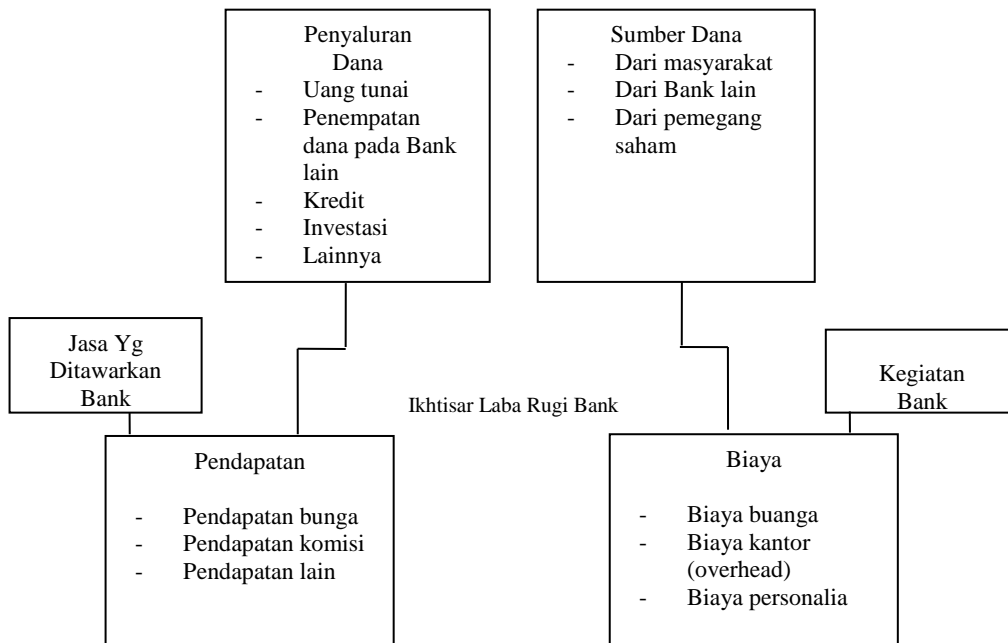 Penyaluran
Dana
- Uang tunai
- Penempatan
dana pada Bank
lain
- Kredit
- Investasi
- Lainnya
Sumber Dana
- Dari masyarakat
- Dari Bank lain
- Dari pemegang
saham
Jasa Yg
Ditawarkan
Bank
Ikhtisar Laba Rugi Bank
Kegiatan
Bank
Pendapatan
- Pendapatan bunga
- Pendapatan komisi
- Pendapatan lain
Biaya
- Biaya buanga
- Biaya kantor
(overhead)
- Biaya personalia